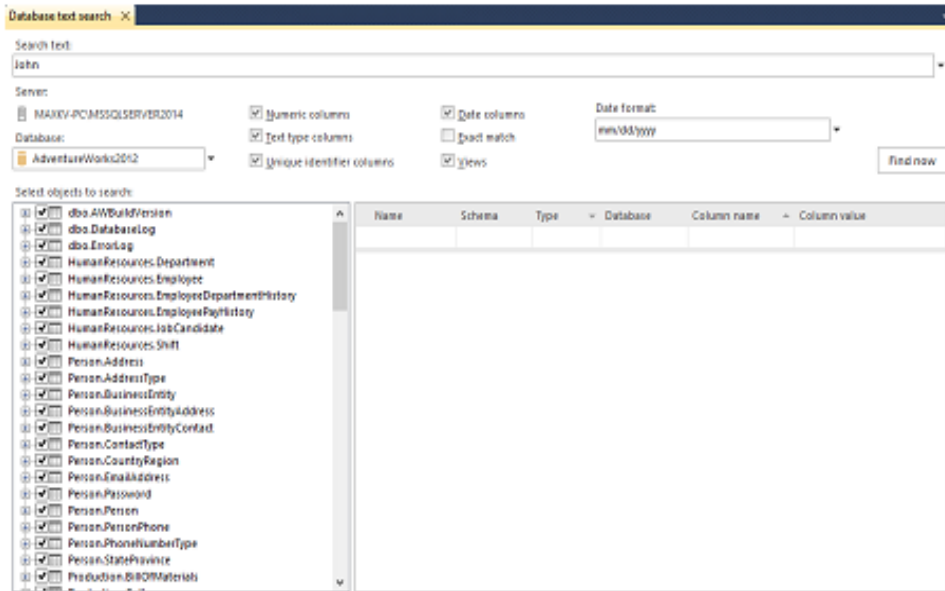 Database text search
Search text:
John
Server:
MAXKV-PC\MSSQLSERVER2014
Numeric columns
Date columns
Date format:
Database:
Text type columns
Exact match
mm/dd/yyyy
AdventureWorks2012
Unique identifier columns
Views
Find now
Select objects to search:
Name Schema Type Database Column name Column value
dbo.AWBuildVersion
dbo.DatabaseLog
dbo.ErrorLog
HumanResources.Department
HumanResources.Employee
HumanResources.EmployeeDepartmentHistory
HumanResources.EmployeePayHistory
HumanResources.JobCandidate
HumanResources.Shift
Person.Address
Person.AddressType
Person.BusinessEntity
Person.BusinessEntityAddress
Person.BusinessEntityContact
Person.ContactType
Person.CountryRegion
Person.EmailAddress
Person.Password
Person.Person
Person.PersonPhone
Person.PhoneNumberType
Person.StateProvince
Production.BillOfMaterials